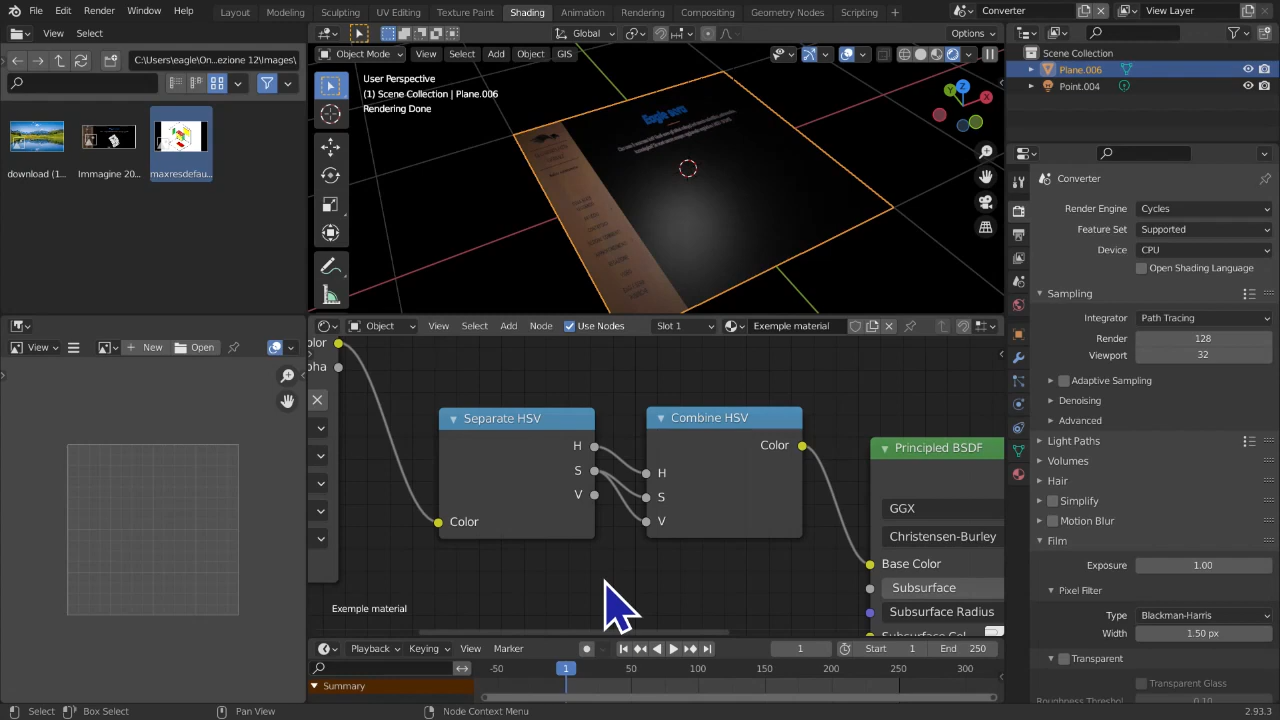 File Edit Render Window Help
Layout Modeling Sculpting UV Editing Texture Paint Shading Animation Rendering Compositing Geometry Nodes Scripting +
Converter
View Layer
View Select
C:\Users\eagle\On...ezione 12\Images\
download (1...
Immagine 20...
maxresdefau...
Global
Options
Object Mode View Select Add Object GIS
User Perspective
(1) Scene Collection | Plane.006
Rendering Done
Z
Y
X
Scene Collection
Plane.006
Point.004
Converter
Render Engine Cycles
Feature Set Supported
Device CPU
Open Shading Language
Sampling
Integrator Path Tracing
Render 128
Viewport 32
Adaptive Sampling
Denoising
Advanced
Light Paths
Volumes
Hair
Simplify
Motion Blur
Film
Exposure 1.00
Pixel Filter
Type Blackman-Harris
Width 1.50 px
Transparent
Transparent Glass
Roughness Threshol 0.10
View + New Open
Object View Select Add Node Use Nodes Slot 1 Exemple material
olor
pha
Separate HSV
H
S
V
Color
Combine HSV
Color
H
S
V
Principled BSDF
GGX
Christensen-Burley
Base Color
Subsurface
Subsurface Radius
Subsurface Col
Exemple material
Playback Keying View Marker
1 Start 1 End 250
-50 1 50 100 150 200 250 300
Summary
Select Box Select Pan View Node Context Menu 2.93.3